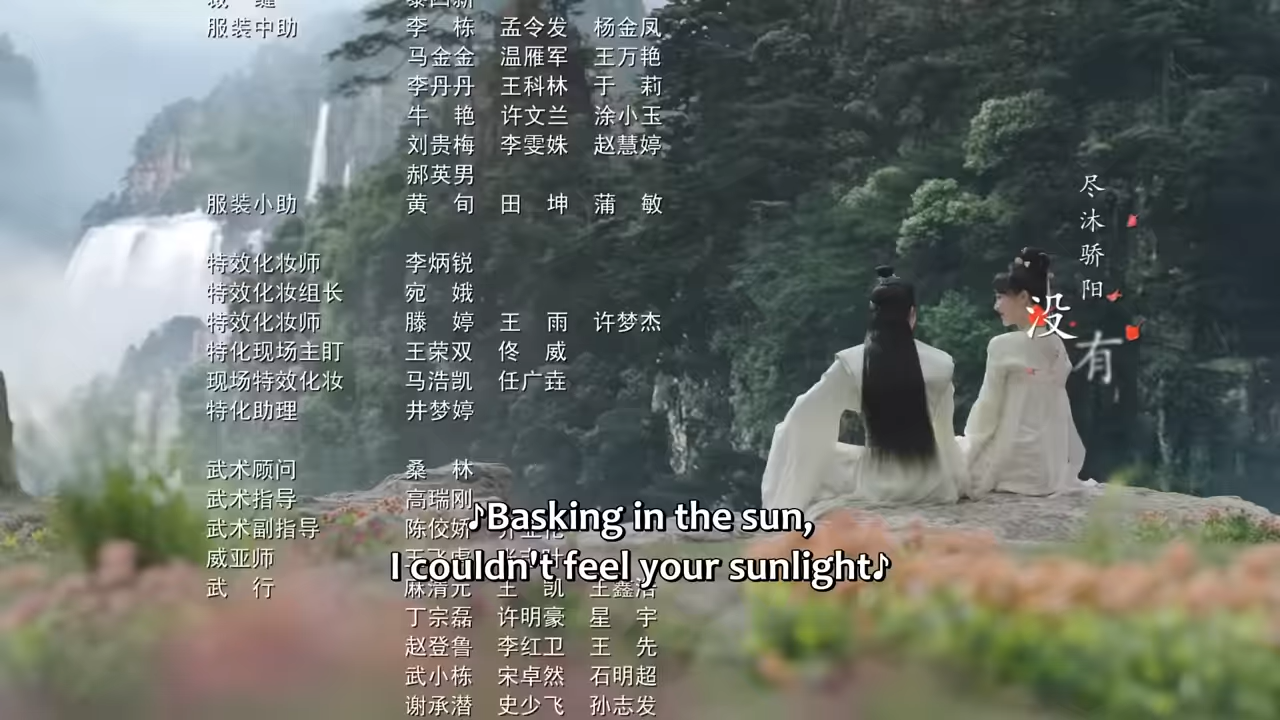 服装中助 李 栋 孟令发 杨金凤
马金金 温雁军 王万艳
李丹丹 王科林 于 莉
牛 艳 许文兰 涂小玉
刘贵梅 李雯姝 赵慧婷
郝英男
服装小助 黄 旬 田 坤 蒲 敏
特效化妆师 李炳锐
特效化妆组长 宛 娥
特效化妆师 滕 婷 王 雨 许梦杰
特化现场主盯 王荣双 佟 威
现场特效化妆 马浩凯 任广垚
特化助理 井梦婷
武术顾问 桑 林
武术指导 高瑞刚
武术副指导 陈佼娇
威亚师
武 行 王 凯
丁宗磊 许明豪 星 宇
赵登鲁 李红卫 王 先
武小栋 宋卓然 石明超
谢承潜 史少飞 孙志发
尽沐骄阳
没有
♪Basking in the sun,
I couldn't feel your sunlight♪